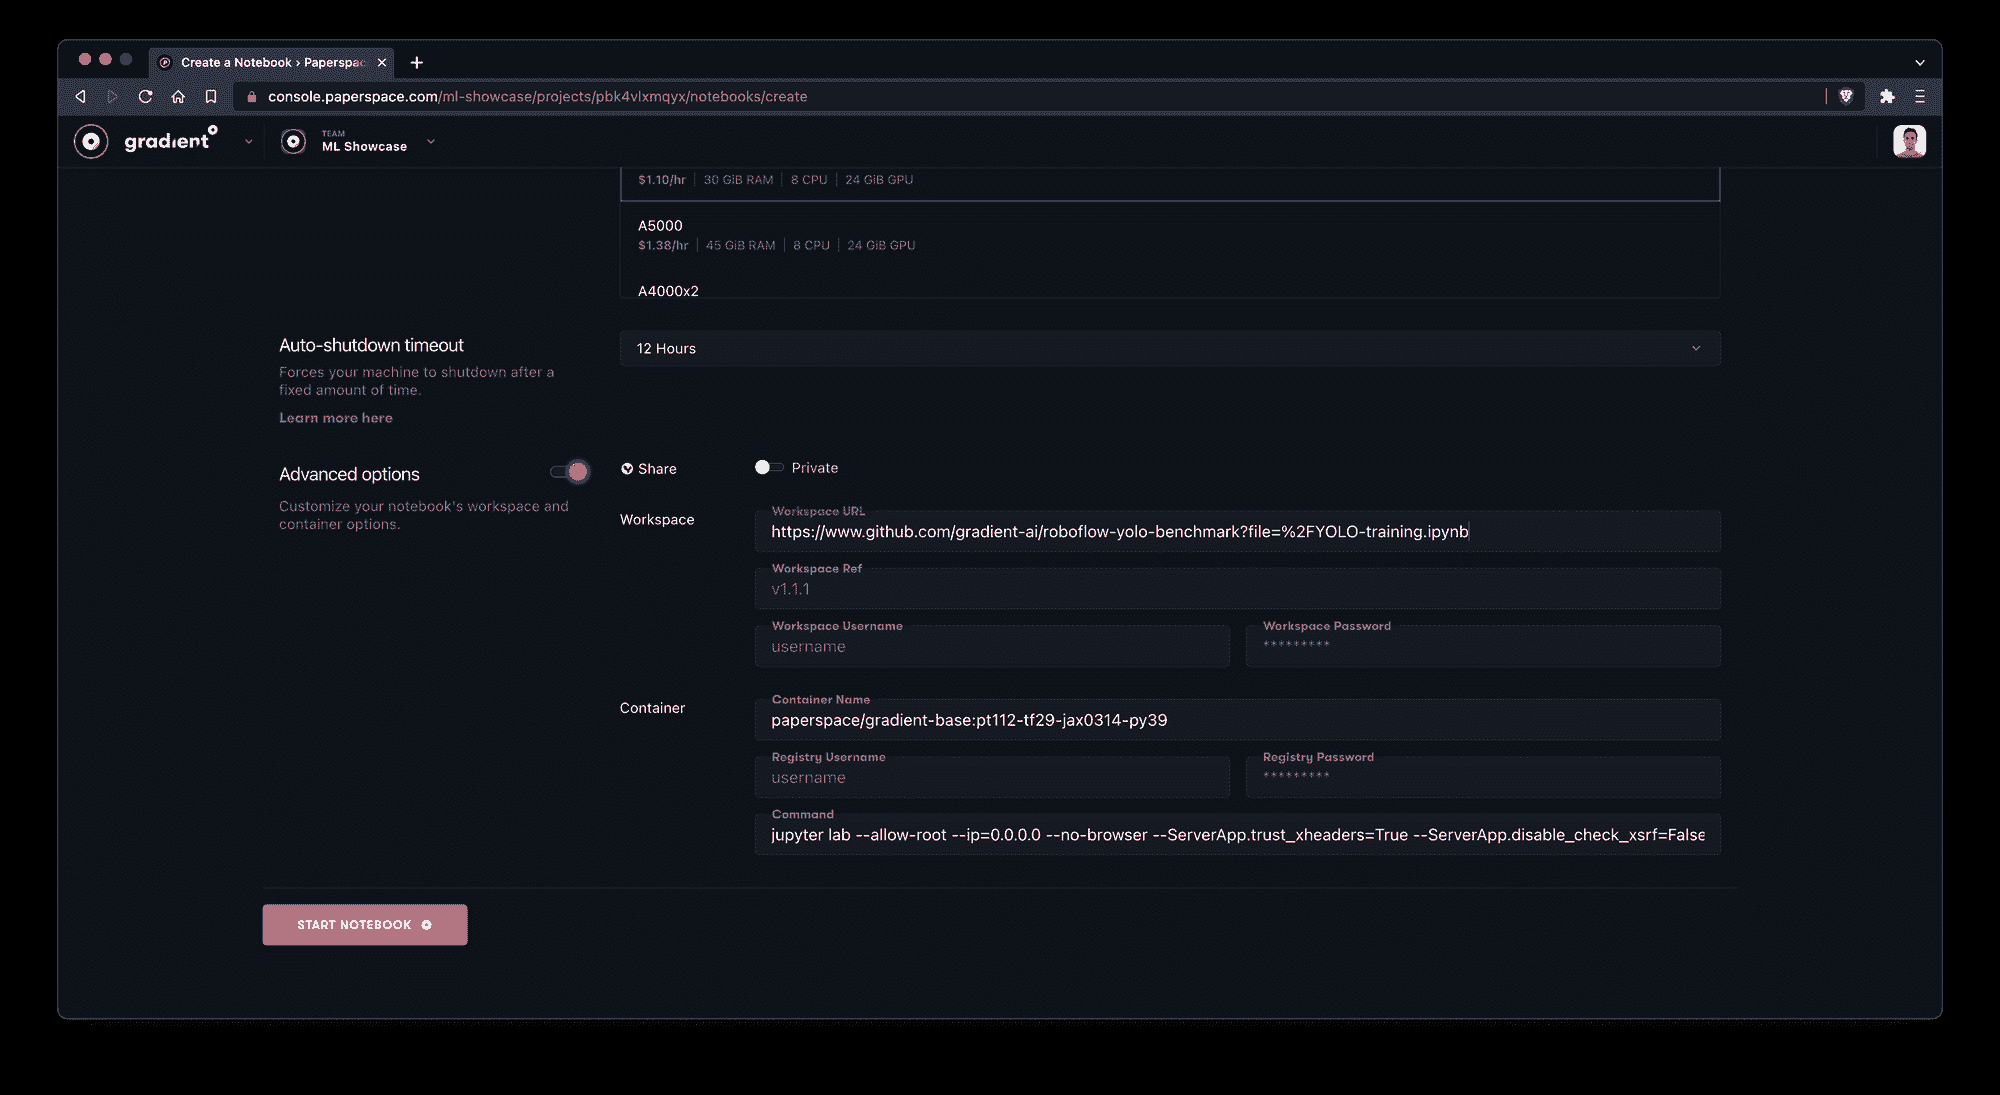 Create a Notebook › Paperspac
console.paperspace.com/ml-showcase/projects/pbk4vlxmqyx/notebooks/create
gradient
TEAM
ML Showcase
$1.10/hr | 30 GiB RAM | 8 CPU | 24 GiB GPU
A5000
$1.38/hr | 45 GiB RAM | 8 CPU | 24 GiB GPU
A4000x2
Auto-shutdown timeout
12 Hours
Forces your machine to shutdown after a
fixed amount of time.
Learn more here
Advanced options
Customize your notebook's workspace and
container options.
Share
Private
Workspace
Workspace URL
https://www.github.com/gradient-ai/roboflow-yolo-benchmark?file=%2FYOLO-training.ipynb
Workspace Ref
v1.1.1
Workspace Username
username
Workspace Password
*********
Container
Container Name
paperspace/gradient-base:pt112-tf29-jax0314-py39
Registry Username
username
Registry Password
*********
Command
jupyter lab --allow-root --ip=0.0.0.0 --no-browser --ServerApp.trust_xheaders=True --ServerApp.disable_check_xsrf=False
START NOTEBOOK